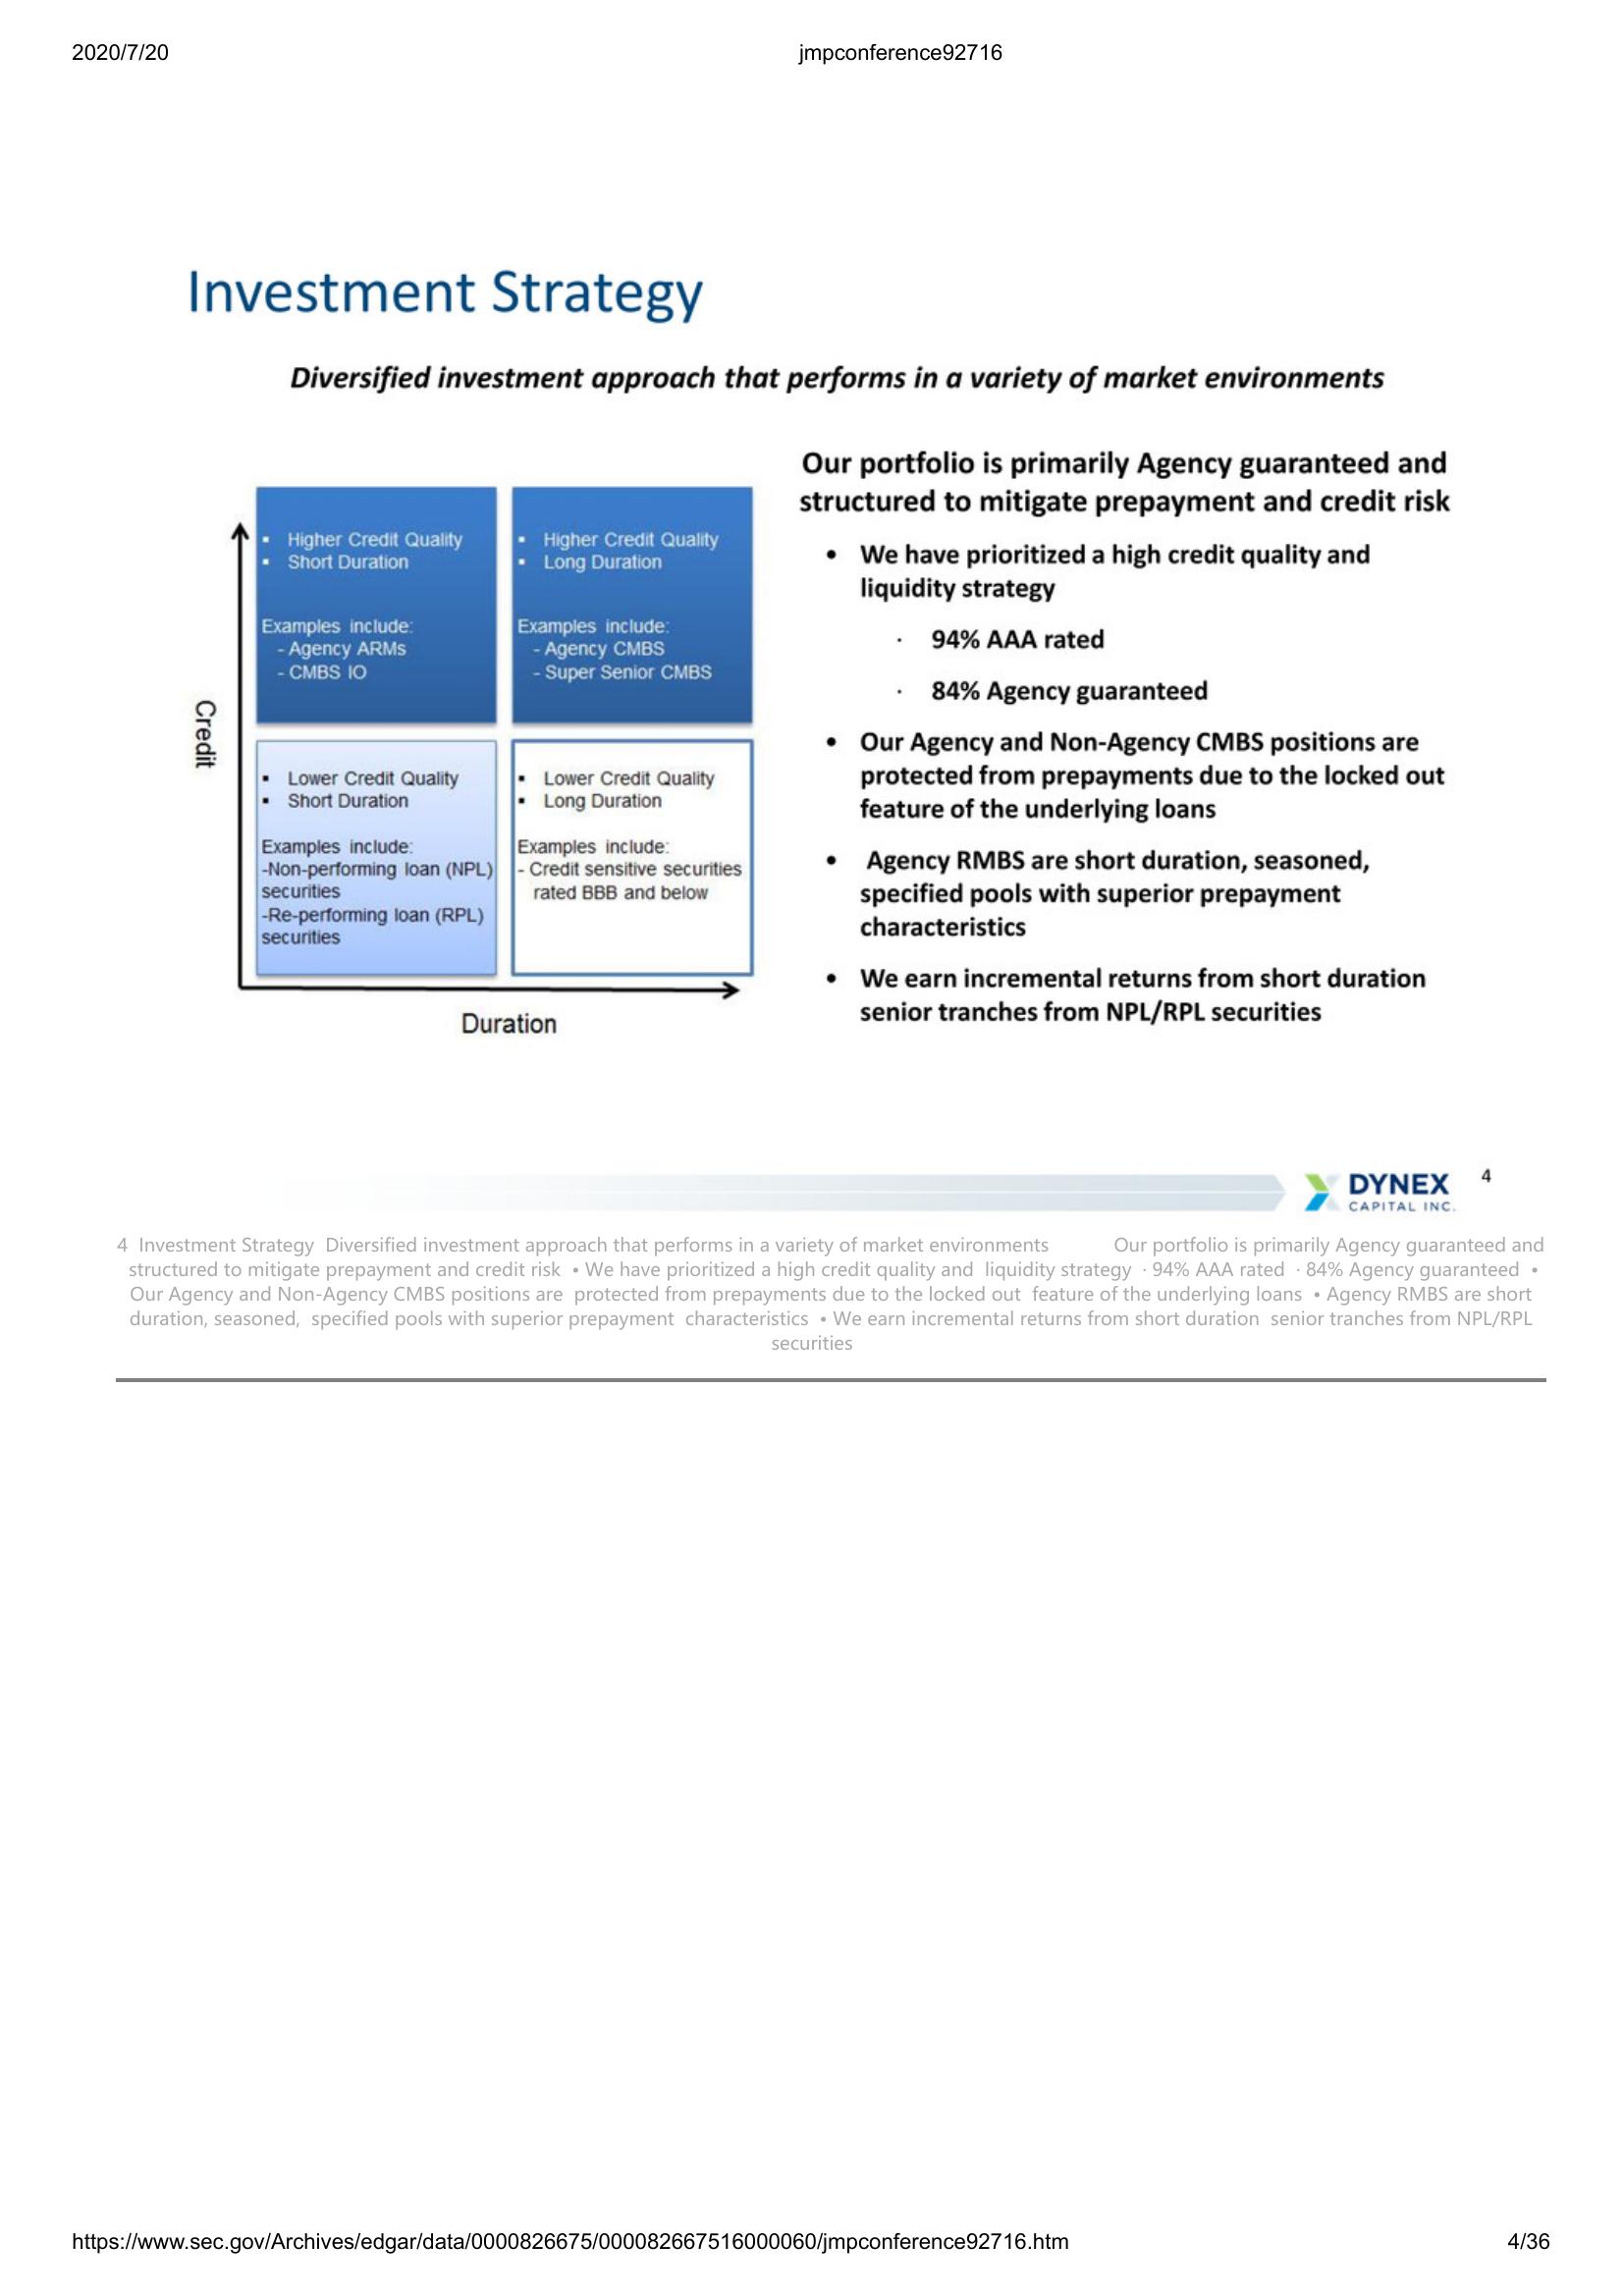 2020/7/20
jmpconference92716
Investment Strategy
Diversified investment approach that performs in a variety of market environments
▪ Higher Credit Quality
▪ Short Duration
Examples include:
- Agency ARMs
- CMBS IO
▪ Higher Credit Quality
▪ Long Duration
Examples include:
- Agency CMBS
- Super Senior CMBS
Credit
▪ Lower Credit Quality
▪ Short Duration
Examples include:
-Non-performing loan (NPL)
securities
-Re-performing loan (RPL)
securities
▪ Lower Credit Quality
▪ Long Duration
Examples include:
- Credit sensitive securities
rated BBB and below
Duration
Our portfolio is primarily Agency guaranteed and
structured to mitigate prepayment and credit risk
• We have prioritized a high credit quality and
liquidity strategy
· 94% AAA rated
· 84% Agency guaranteed
• Our Agency and Non-Agency CMBS positions are
protected from prepayments due to the locked out
feature of the underlying loans
• Agency RMBS are short duration, seasoned,
specified pools with superior prepayment
characteristics
• We earn incremental returns from short duration
senior tranches from NPL/RPL securities
DYNEX
CAPITAL INC.
4
4 Investment Strategy Diversified investment approach that performs in a variety of market environments Our portfolio is primarily Agency guaranteed and
structured to mitigate prepayment and credit risk • We have prioritized a high credit quality and liquidity strategy · 94% AAA rated · 84% Agency guaranteed •
Our Agency and Non-Agency CMBS positions are protected from prepayments due to the locked out feature of the underlying loans • Agency RMBS are short
duration, seasoned, specified pools with superior prepayment characteristics • We earn incremental returns from short duration senior tranches from NPL/RPL
securities
https://www.sec.gov/Archives/edgar/data/0000826675/000082667516000060/jmpconference92716.htm
4/36